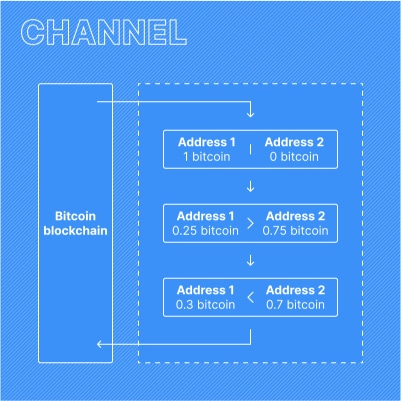 CHANNEL
Bitcoin
blockchain
Address 1 | Address 2
1 bitcoin 0 bitcoin
Address 1 > Address 2
0.25 bitcoin 0.75 bitcoin
Address 1 < Address 2
0.3 bitcoin 0.7 bitcoin